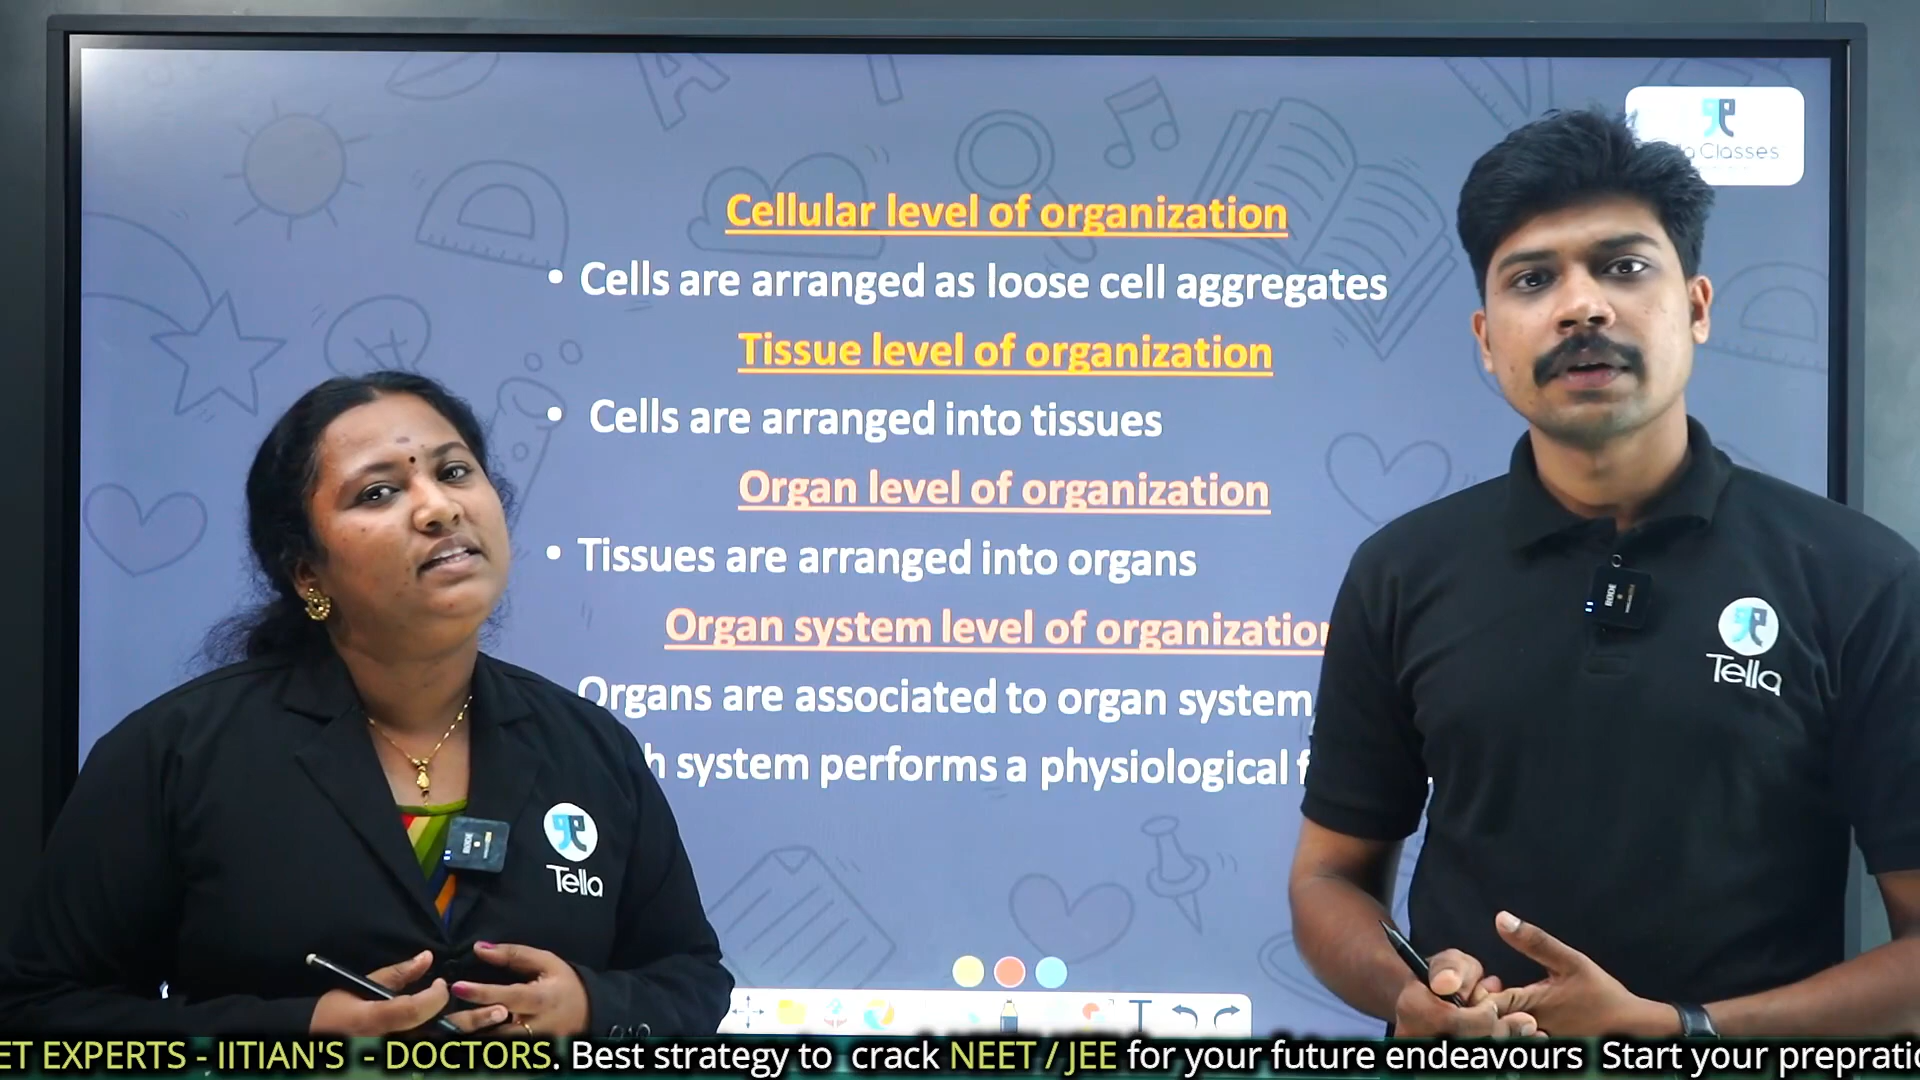 Classes
Cellular level of organization
• Cells are arranged as loose cell aggregates
Tissue level of organization
• Cells are arranged into tissues
Organ level of organization
• Tissues are arranged into organs
Organ system level of organization
Organs are associated to organ system
system performs a physiological
RODE
Tella
RODE
Tella
ET EXPERTS - IITIAN'S - DOCTORS. Best strategy to crack NEET / JEE for your future endeavours Start your prepratio